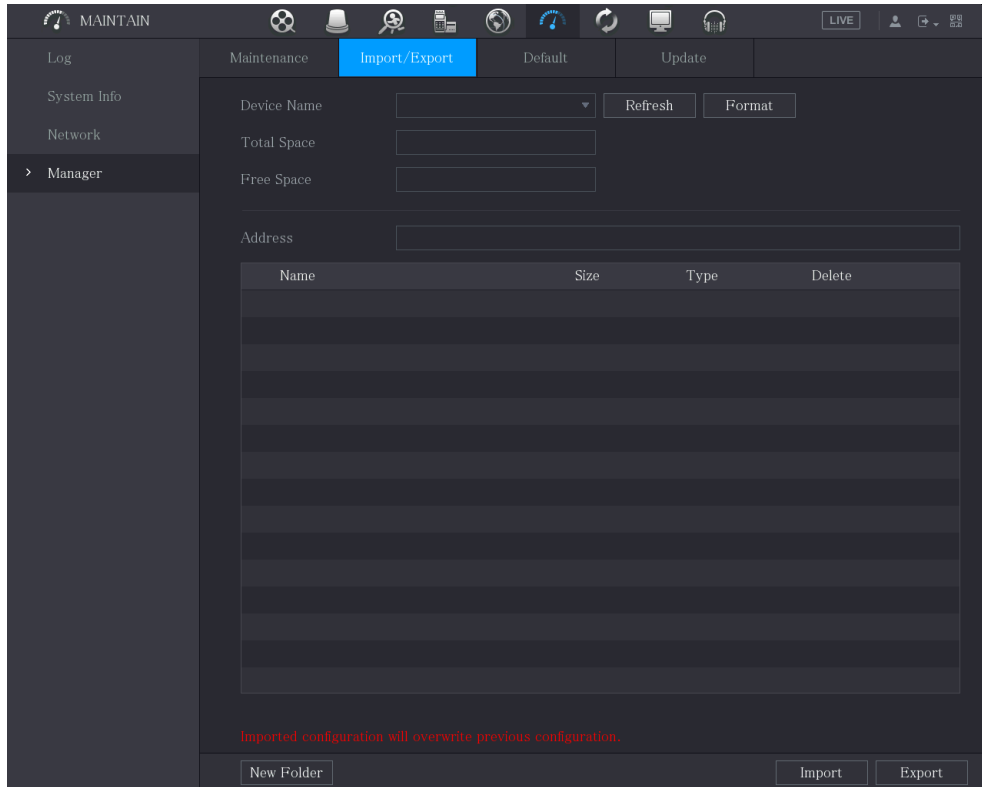 MAINTAIN
LIVE
Log
System Info
Network
Manager
Maintenance
Import/Export
Default
Update
Device Name
Refresh
Format
Total Space
Free Space
Address
Name
Size
Type
Delete
Imported configuration will overwrite previous configuration.
New Folder
Import
Export